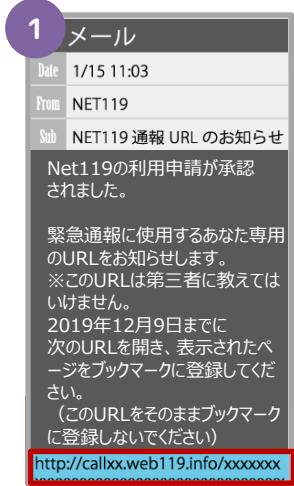 1
メール
Date 1/15 11:03
From NET119
Sub NET119 通報 URL のお知らせ
Net119の利用申請が承認
されました。
緊急通報に使用するあなた専用
のURLをお知らせします。
※このURLは第三者に教えては
いけません。
2019年12月9日までに
次のURLを開き、表示されたペ
ージをブックマークに登録してくだ
さい。
（このURLをそのままブックマーク
に登録しないでください）
http://callxx.web119.info/xxxxxxx